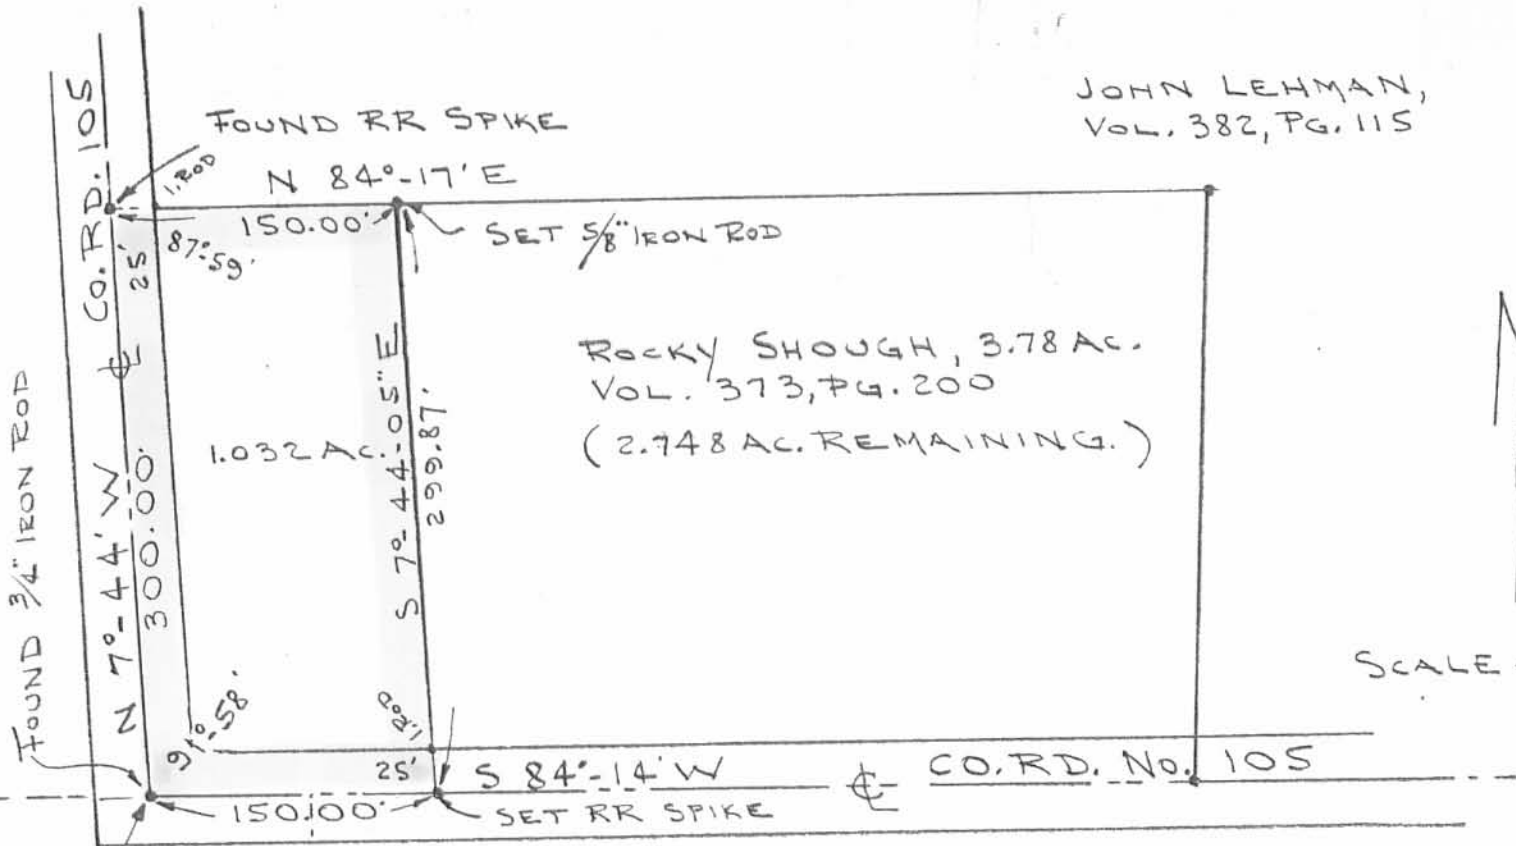 JOHN LEHMAN,
VOL. 382, PG. 115
FOUND RR SPIKE
CO. RD. 105
I. ROD
N 84°-17' E
150.00'
SET 5/8" IRON ROD
25'
87°-59'
℄
ROCKY SHOUGH, 3.78 AC.
VOL. 373, PG. 200
(2.748 AC. REMAINING.)
1.032 AC.
S 7°-44-05" E
299.87'
FOUND 3/4" IRON ROD
N 7°-44' W
300.00'
SCALE
91°-58'
I. ROD
25'
S 84°-14' W
℄
CO. RD. No. 105
150.00'
SET RR SPIKE